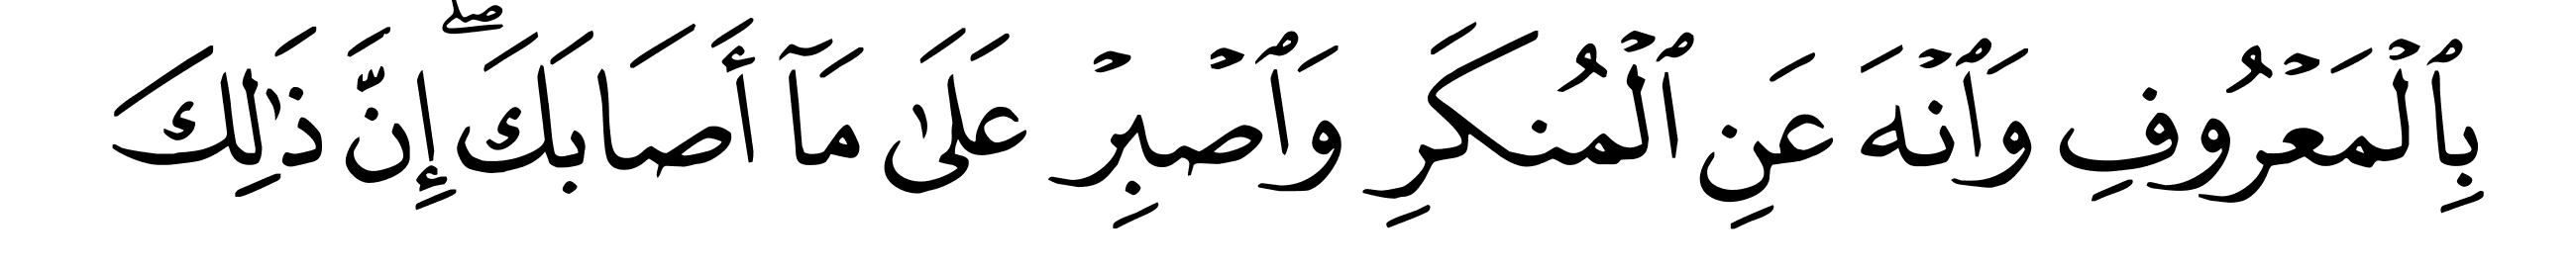 بِٱلْمَعْرُوفِ وَٱنْهَ عَنِ ٱلْمُنكَرِ وَٱصْبِرْ عَلَىٰ مَآ أَصَابَكَ ۖ إِنَّ ذَٰلِكَ